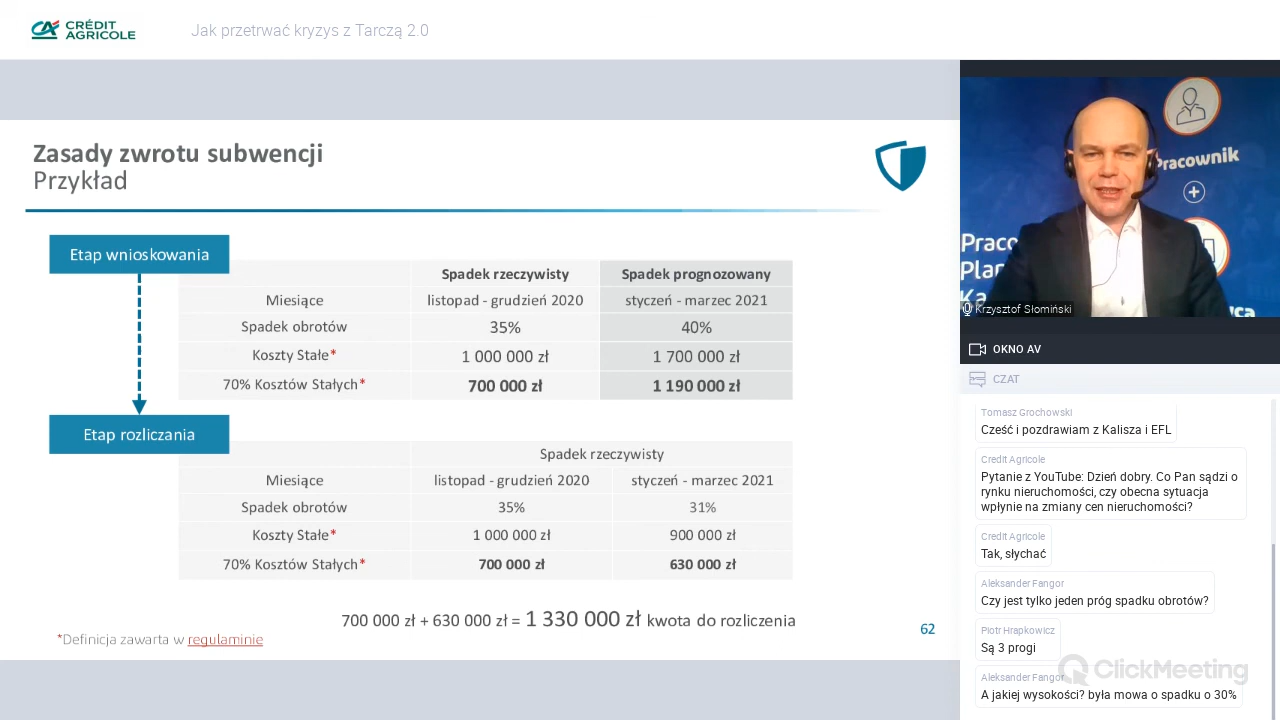 CRÉDIT
AGRICOLE
Jak przetrwać kryzys z Tarczą 2.0
Zasady zwrotu subwencji
Przykład
Etap wnioskowania
Spadek rzeczywisty
Spadek prognozowany
Miesiące
listopad - grudzień 2020
styczeń - marzec 2021
Spadek obrotów
35%
40%
Koszty Stałe*
1 000 000 zł
1 700 000 zł
70% Kosztów Stałych*
700 000 zł
1 190 000 zł
Etap rozliczania
Spadek rzeczywisty
Miesiące
listopad - grudzień 2020
styczeń - marzec 2021
Spadek obrotów
35%
31%
Koszty Stałe*
1 000 000 zł
900 000 zł
70% Kosztów Stałych*
700 000 zł
630 000 zł
700 000 zł + 630 000 zł = 1 330 000 zł kwota do rozliczenia
*Definicja zawarta w regulaminie
62
Pracownik
Krzysztof Słomiński
OKNO AV
CZAT
Tomasz Grochowski
Cześć i pozdrawiam z Kalisza i EFL
Credit Agricole
Pytanie z YouTube: Dzień dobry. Co Pan sądzi o
rynku nieruchomości, czy obecna sytuacja
wpłynie na zmiany cen nieruchomości?
Credit Agricole
Tak, słychać
Aleksander Fangor
Czy jest tylko jeden próg spadku obrotów?
Piotr Hrapkowicz
Są 3 progi
ClickMeeting
Aleksander Fangor
A jakiej wysokości? była mowa o spadku o 30%